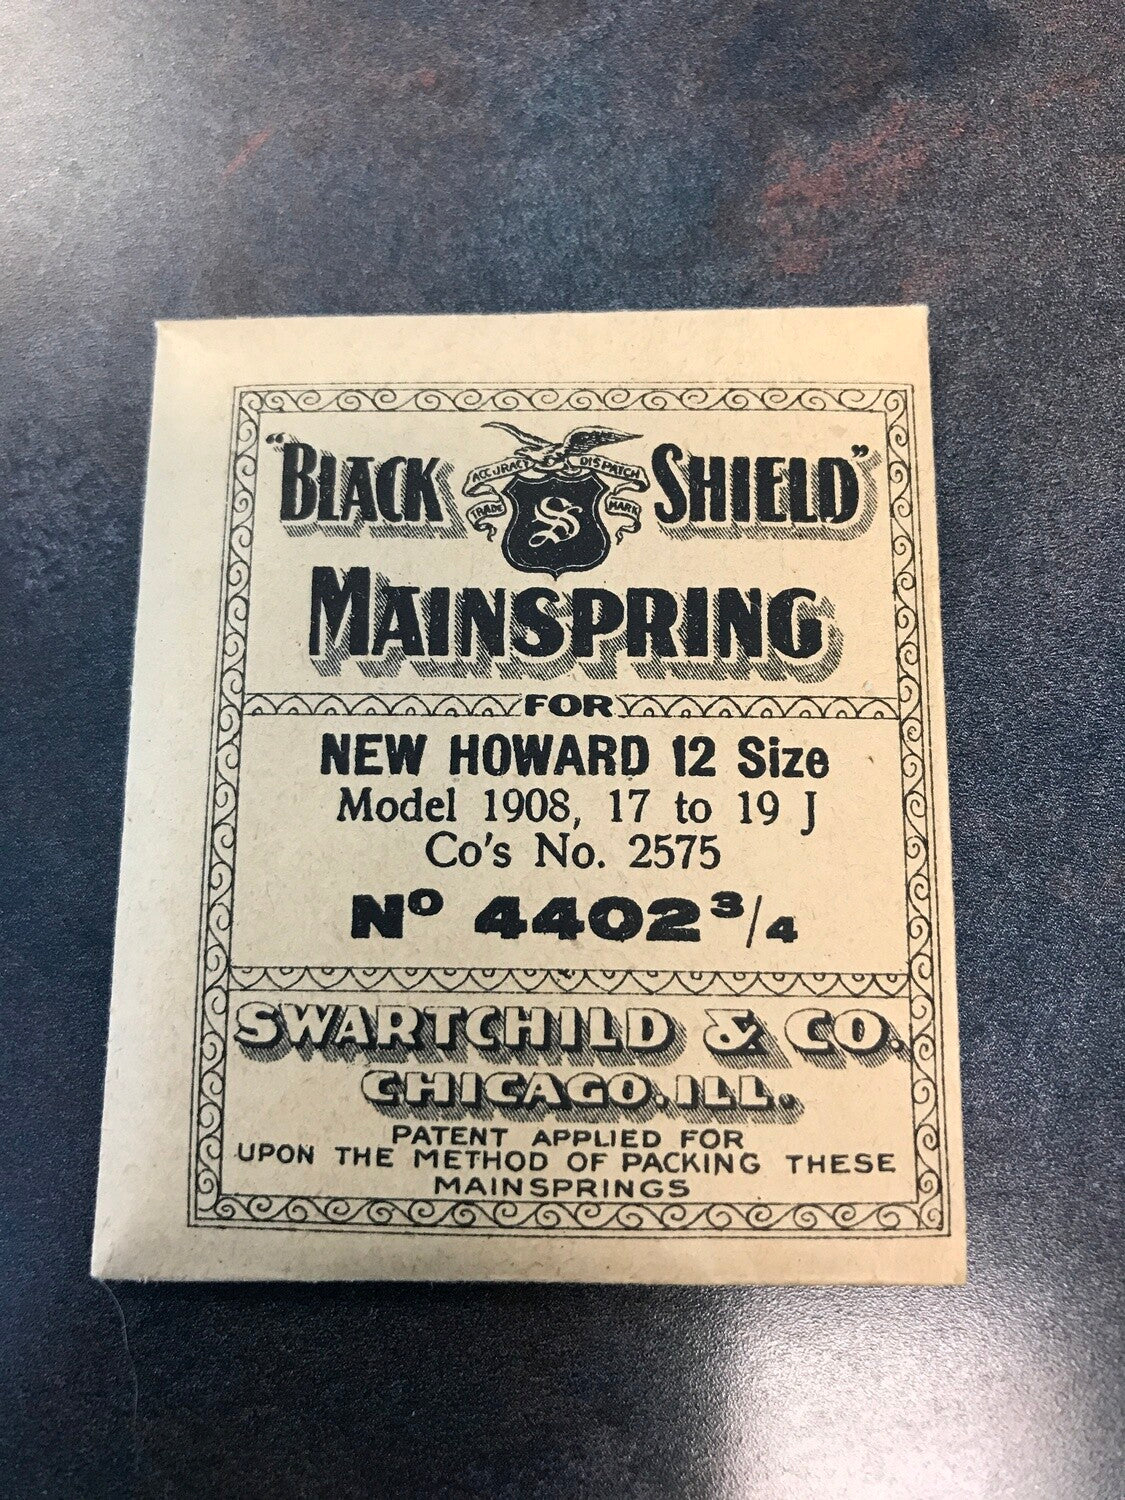 "BLACK SHIELD"
ACCURACY DISPATCH
TRADE MARK
S
MAINSPRING
FOR
NEW HOWARD 12 Size
Model 1908, 17 to 19 J
Co's No. 2575
Nº 4402 3/4
SWARTCHILD & CO.
CHICAGO. ILL.
PATENT APPLIED FOR
UPON THE METHOD OF PACKING THESE
MAINSPRINGS